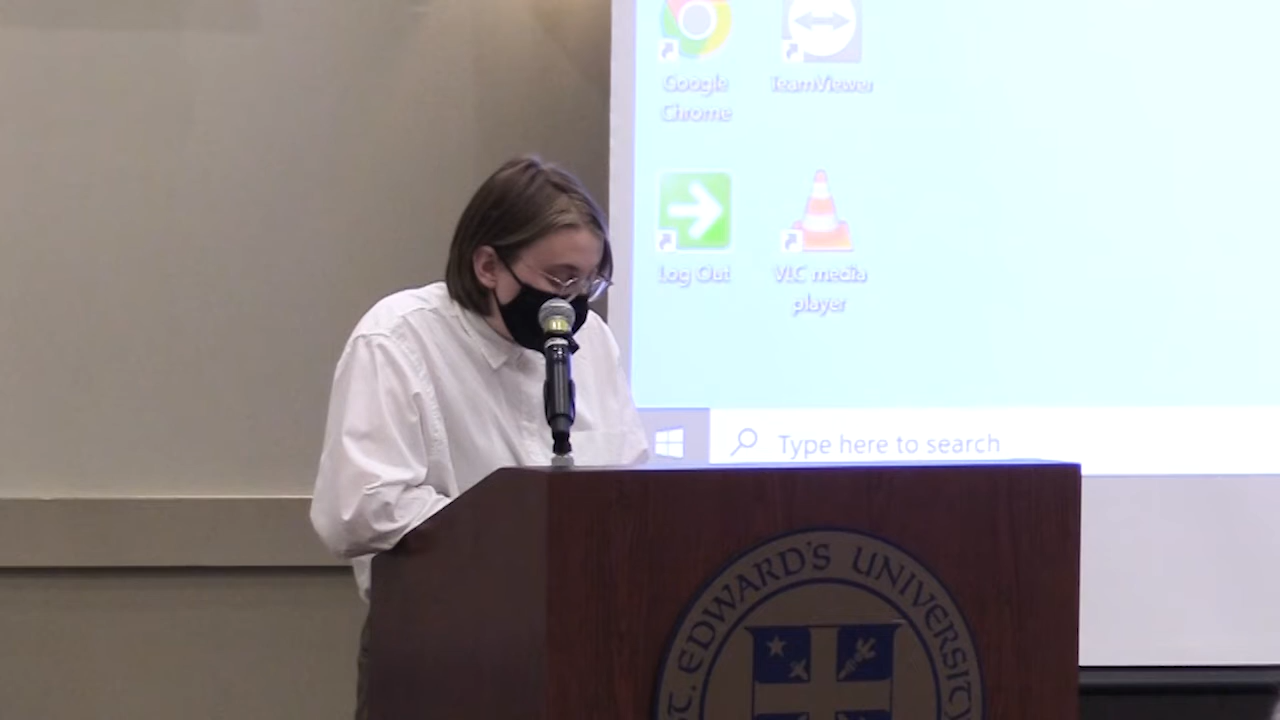 Google
Chrome
TeamViewer
Log Out
VLC media
player
Type here to search
ST. EDWARD'S UNIVERSITY